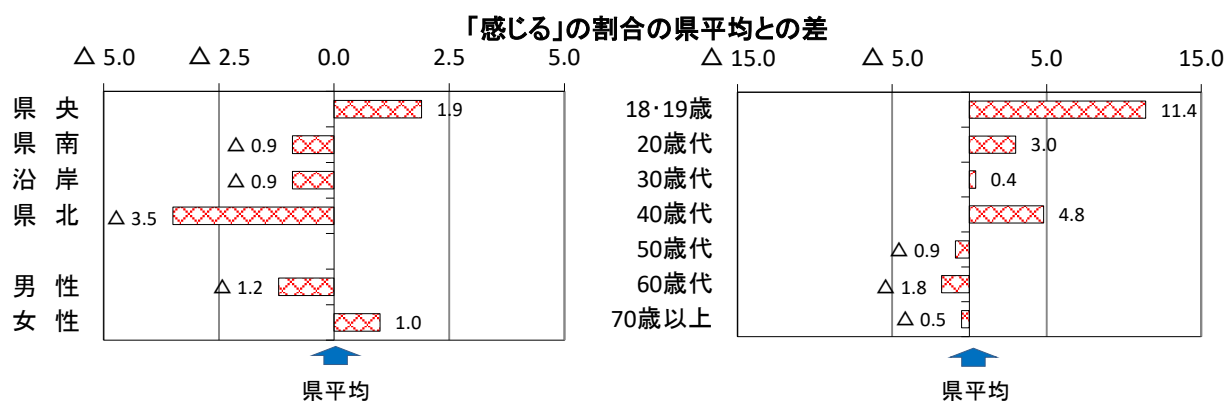 「感じる」の割合の県平均との差
△ 5.0 △ 2.5 0.0 2.5 5.0
県 央 1.9
県 南 △ 0.9
沿 岸 △ 0.9
県 北 △ 3.5
男 性 △ 1.2
女 性 1.0
県平均
△ 15.0 △ 5.0 5.0 15.0
18・19歳 11.4
20歳代 3.0
30歳代 0.4
40歳代 4.8
50歳代 △ 0.9
60歳代 △ 1.8
70歳以上 △ 0.5
県平均